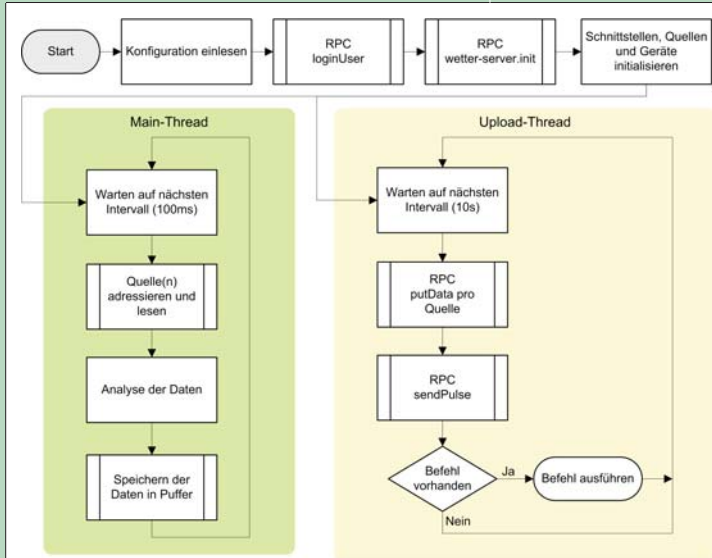 Start
Konfiguration einlesen
RPC
loginUser
RPC
wetter-server.init
Schnittstellen, Quellen
und Geräte
initialisieren
Main-Thread
Warten auf nächsten
Intervall (100ms)
Quelle(n)
adressieren und
lesen
Analyse der Daten
Speichern der
Daten in Puffer
Upload-Thread
Warten auf nächsten
Intervall (10s)
RPC
putData pro
Quelle
RPC
sendPulse
Befehl
vorhanden
Ja
Befehl ausführen
Nein